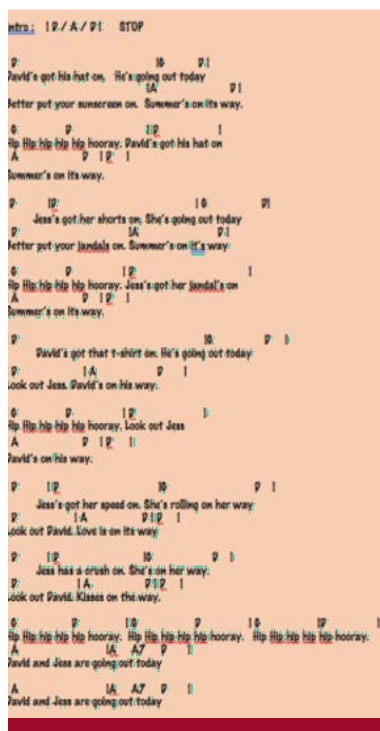 Intro: | D / A / D | STOP
D | G D |
David's got his hat on. He's going out today
| A D |
Better put your sunscreen on. Summer's on its way.
G D | D |
Hip Hip hip hip hip hooray. David's got his hat on
A D | D |
Summer's on its way.
D | D | G D |
Jess's got her shorts on. She's going out today
D | A D |
Better put your jandals on. Summer's on it's way
G D | D |
Hip Hip hip hip hip hooray. Jess's got her jandal's on
A D | D |
Summer's on its way.
D | G D |
David's got that t-shirt on. He's going out today
D | A D |
Look out Jess. David's on his way.
G D | D |
Hip Hip hip hip hip hooray. Look out Jess
A D | D |
David's on his way.
D | D | G D |
Jess's got her speed on. She's rolling on her way
D | A D | D |
Look out David. Love is on its way
D | D | G D |
Jess has a crush on. She's on her way.
D | A D | D |
Look out David. Kisses on the way.
G D | G D | G | D |
Hip Hip hip hip hip hooray. Hip Hip hip hip hip hooray. Hip Hip hip hip hip hooray.
A | A A7 D |
David and Jess are going out today
A | A A7 D |
David and Jess are going out today